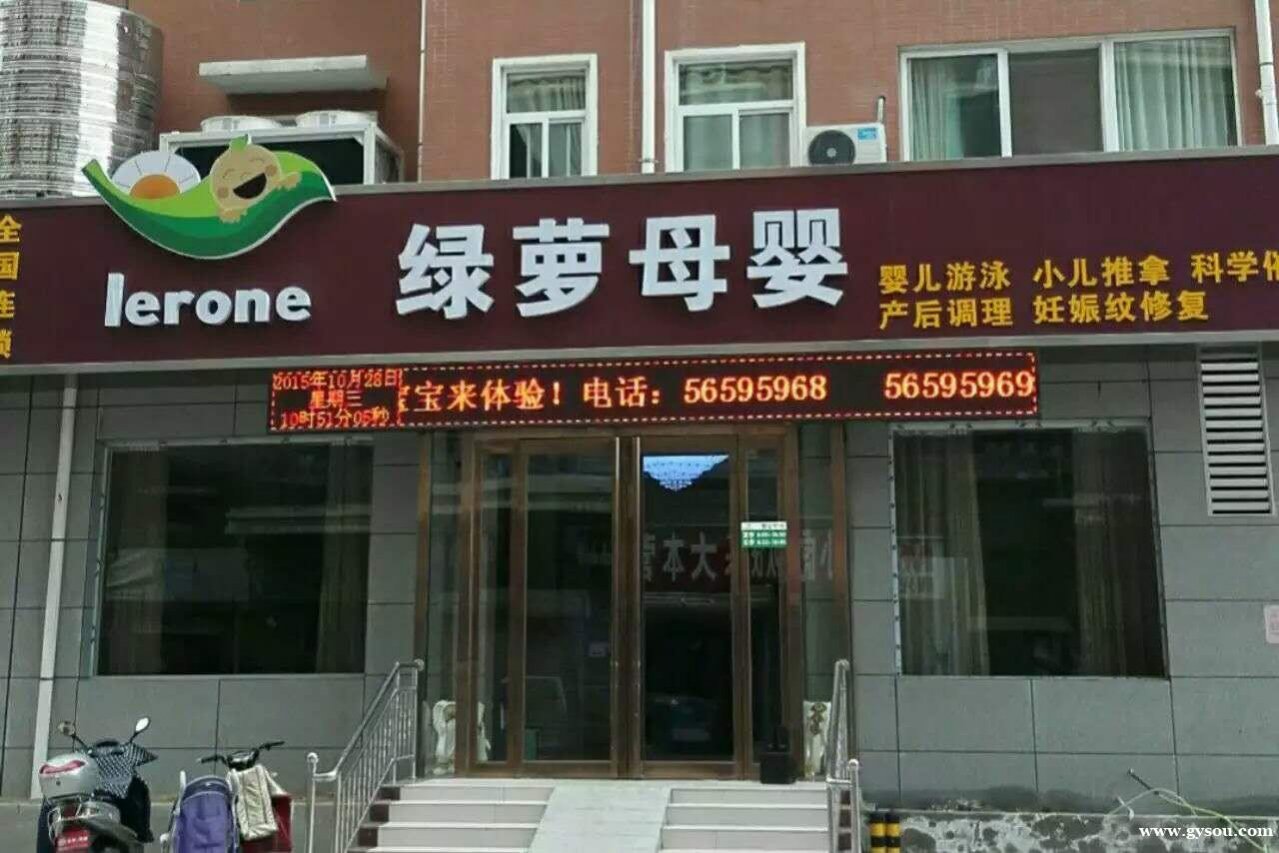 全国连锁
lerone
绿萝母婴
婴儿游泳 小儿推拿 科学
产后调理 妊娠纹修复
2015年10月28日
星期三
10时51分05秒
宝来体验！电话：56595968 56595969
大本
www.gysou.com